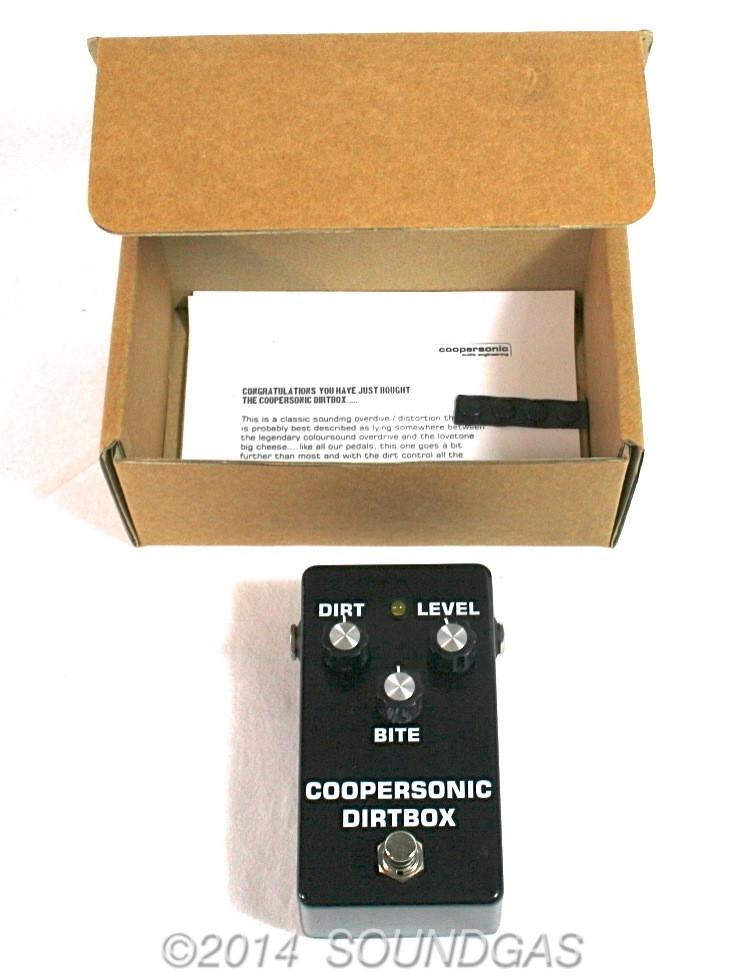 coopersonic
audio engineering
CONGRATULATIONS YOU HAVE JUST BOUGHT
THE COOPERSONIC DIRTBOX.....
This is a classic sounding overdive / distortion
is probably best described as lying somewhere between
the legendary coloursound overdrive and the lovetone
big cheese....like all our pedals, this one goes a bit
further than most and with the dirt control all the
DIRT
LEVEL
BITE
COOPERSONIC
DIRTBOX
©2014 SOUNDGAS